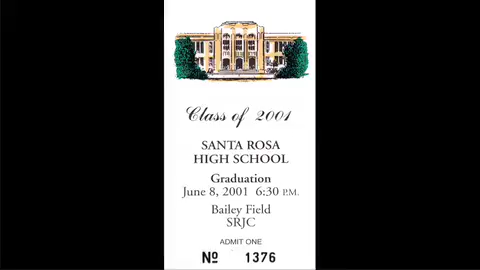 Class of 2001
SANTA ROSA
HIGH SCHOOL
Graduation
June 8, 2001 6:30 P.M.
Bailey Field
SRJC
ADMIT ONE
Nº 1376